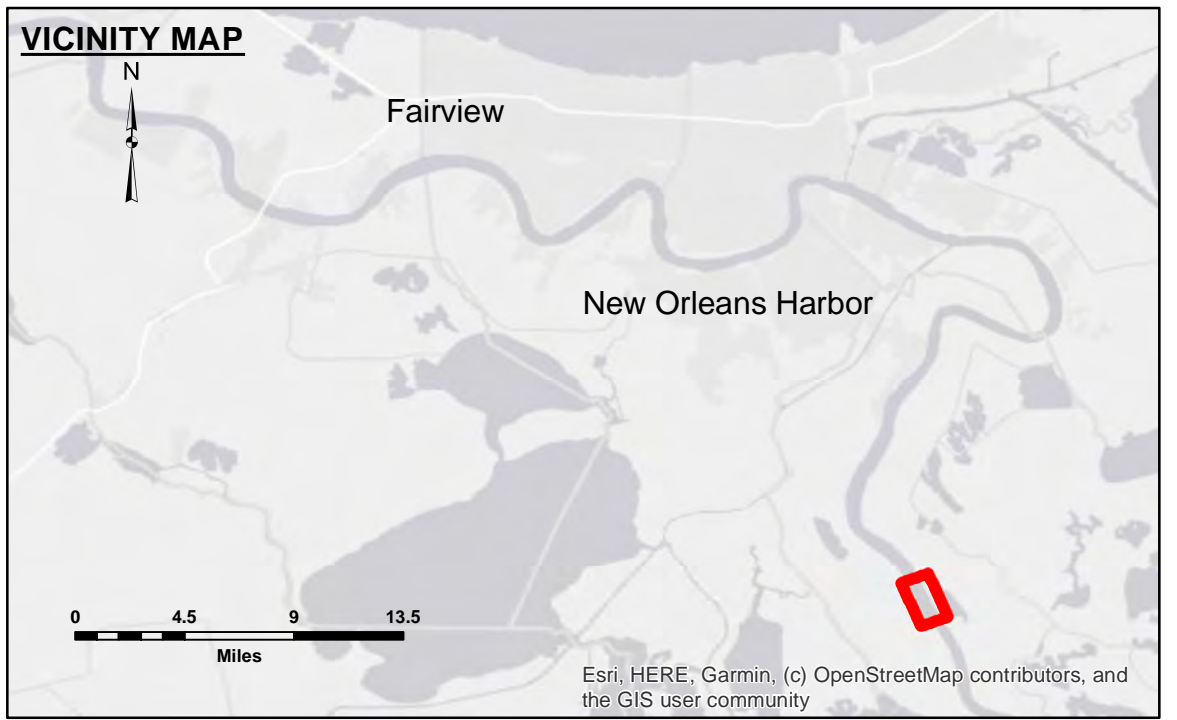 VICINITY MAP
N
Fairview
New Orleans Harbor
0 4.5 9 13.5
Miles
Esri, HERE, Garmin, (c) OpenStreetMap contributors, and
the GIS user community